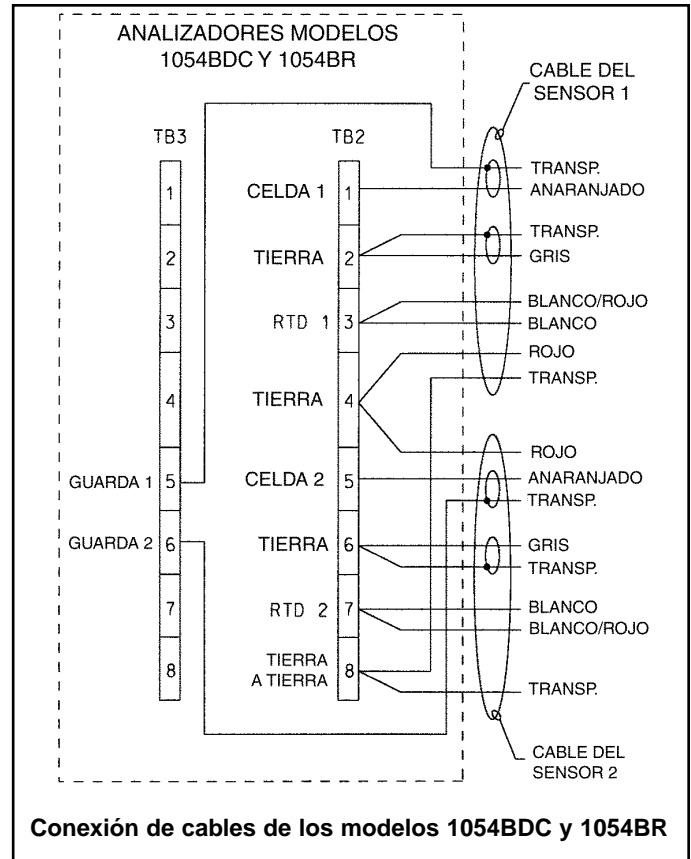 ANALIZADORES MODELOS
1054BDC Y 1054BR
CABLE DEL
SENSOR 1
TB3
TB2
1
CELDA 1
1
TRANSP.
ANARANJADO
2
TIERRA
2
TRANSP.
GRIS
3
RTD 1
3
BLANCO/ROJO
BLANCO
4
TIERRA
4
ROJO
TRANSP.
ROJO
GUARDA 1
5
CELDA 2
5
ANARANJADO
TRANSP.
GUARDA 2
6
TIERRA
6
GRIS
TRANSP.
7
RTD 2
7
BLANCO
BLANCO/ROJO
8
TIERRA
A TIERRA
8
TRANSP.
CABLE DEL
SENSOR 2
Conexión de cables de los modelos 1054BDC y 1054BR